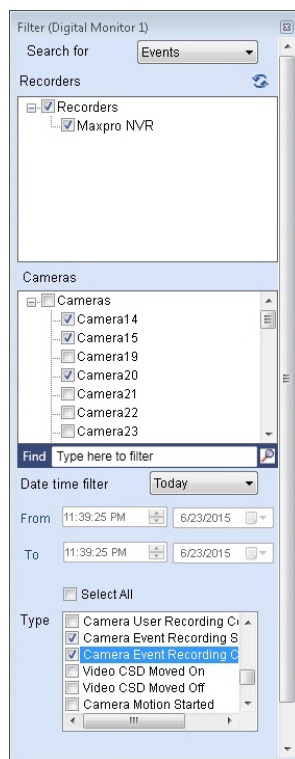 Filter (Digital Monitor 1)
Search for Events
Recorders
Recorders
Maxpro NVR
Cameras
Cameras
Camera14
Camera15
Camera19
Camera20
Camera21
Camera22
Camera23
Find Type here to filter
Date time filter Today
From 11:39:25 PM 6/23/2015
To 11:39:25 PM 6/23/2015
Select All
Type Camera User Recording
Camera Event Recording S
Camera Event Recording C
Video CSD Moved On
Video CSD Moved Off
Camera Motion Started